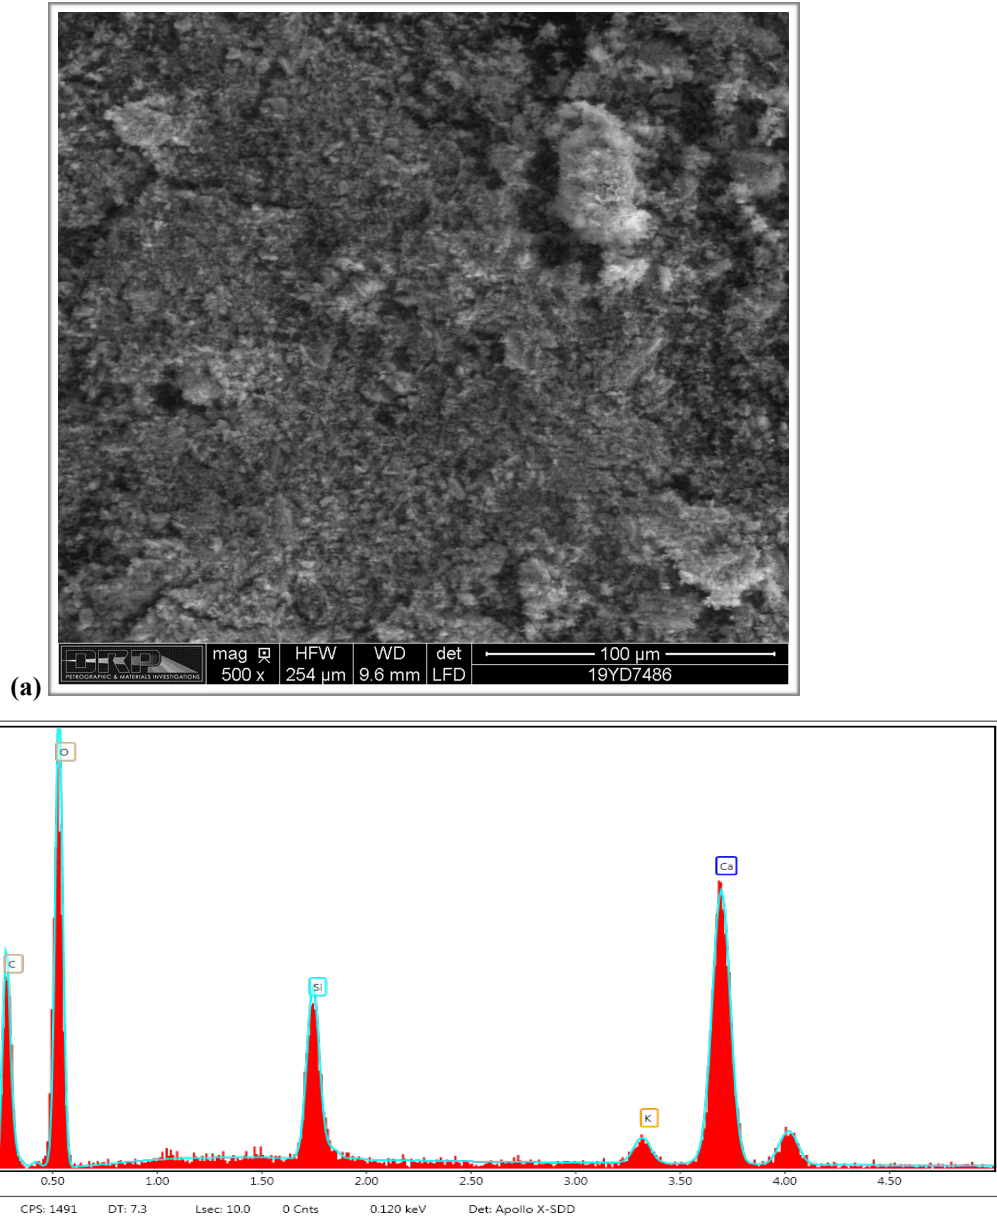 DRP
PETROGRAPHIC & MATERIALS INVESTIGATIONS
mag HFW WD det 100 µm
500 x 254 µm 9.6 mm LFD 19YD7486
(a)
O
Ca
C
Si
K
0.50 1.00 1.50 2.00 2.50 3.00 3.50 4.00 4.50
CPS: 1491 DT: 7.3 Lsec: 10.0 0 Cnts 0.120 keV Det: Apollo X-SDD